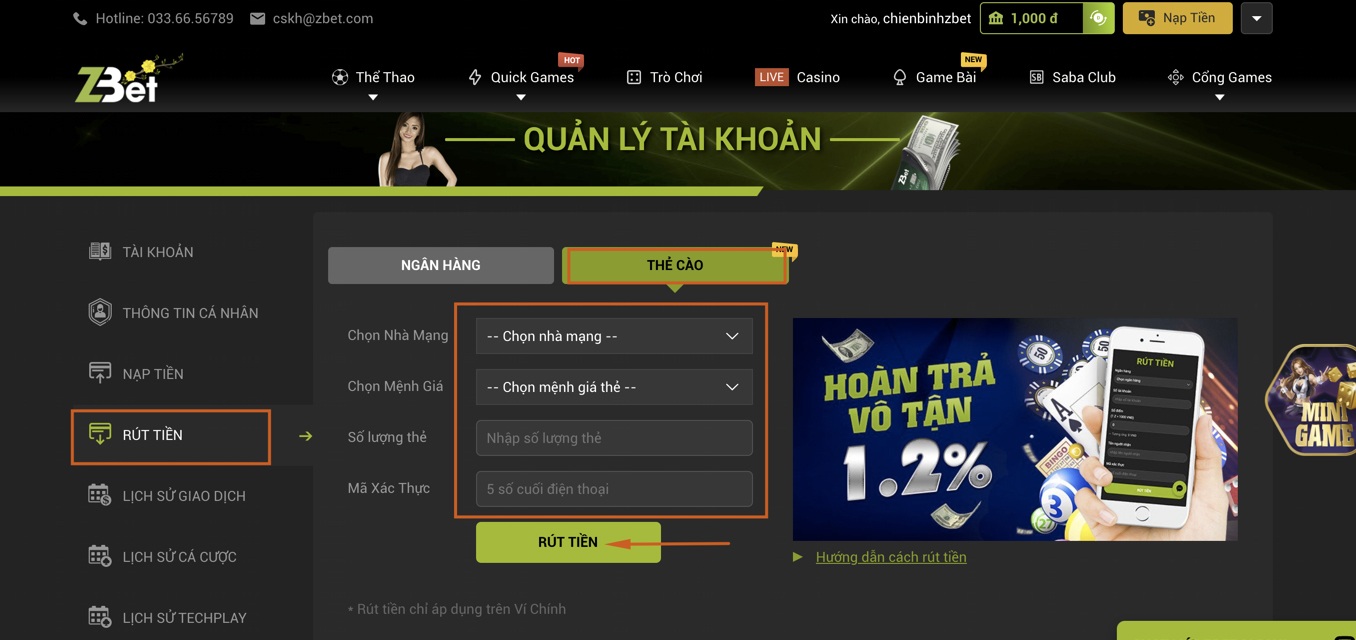 Hotline: 033.66.56789
cskh@zbet.com
Xin chào, chienbinhzbet
1,000 đ
Nạp Tiền
ZBet
Thể Thao
Quick Games
HOT
Trò Chơi
LIVE Casino
Game Bài
NEW
SB Saba Club
Cổng Games
QUẢN LÝ TÀI KHOẢN
TÀI KHOẢN
THÔNG TIN CÁ NHÂN
NẠP TIỀN
RÚT TIỀN
LỊCH SỬ GIAO DỊCH
LỊCH SỬ CÁ CƯỢC
LỊCH SỬ TECHPLAY
NGÂN HÀNG
THẺ CÀO
NEW
Chọn Nhà Mạng
-- Chọn nhà mạng --
Chọn Mệnh Giá
-- Chọn mệnh giá thẻ --
Số lượng thẻ
Nhập số lượng thẻ
Mã Xác Thực
5 số cuối điện thoại
RÚT TIỀN
* Rút tiền chỉ áp dụng trên Ví Chính
HOÀN TRẢ
VÔ TẬN
1.2%
BINGO
RÚT TIỀN
Hướng dẫn cách rút tiền
MINI
GAME